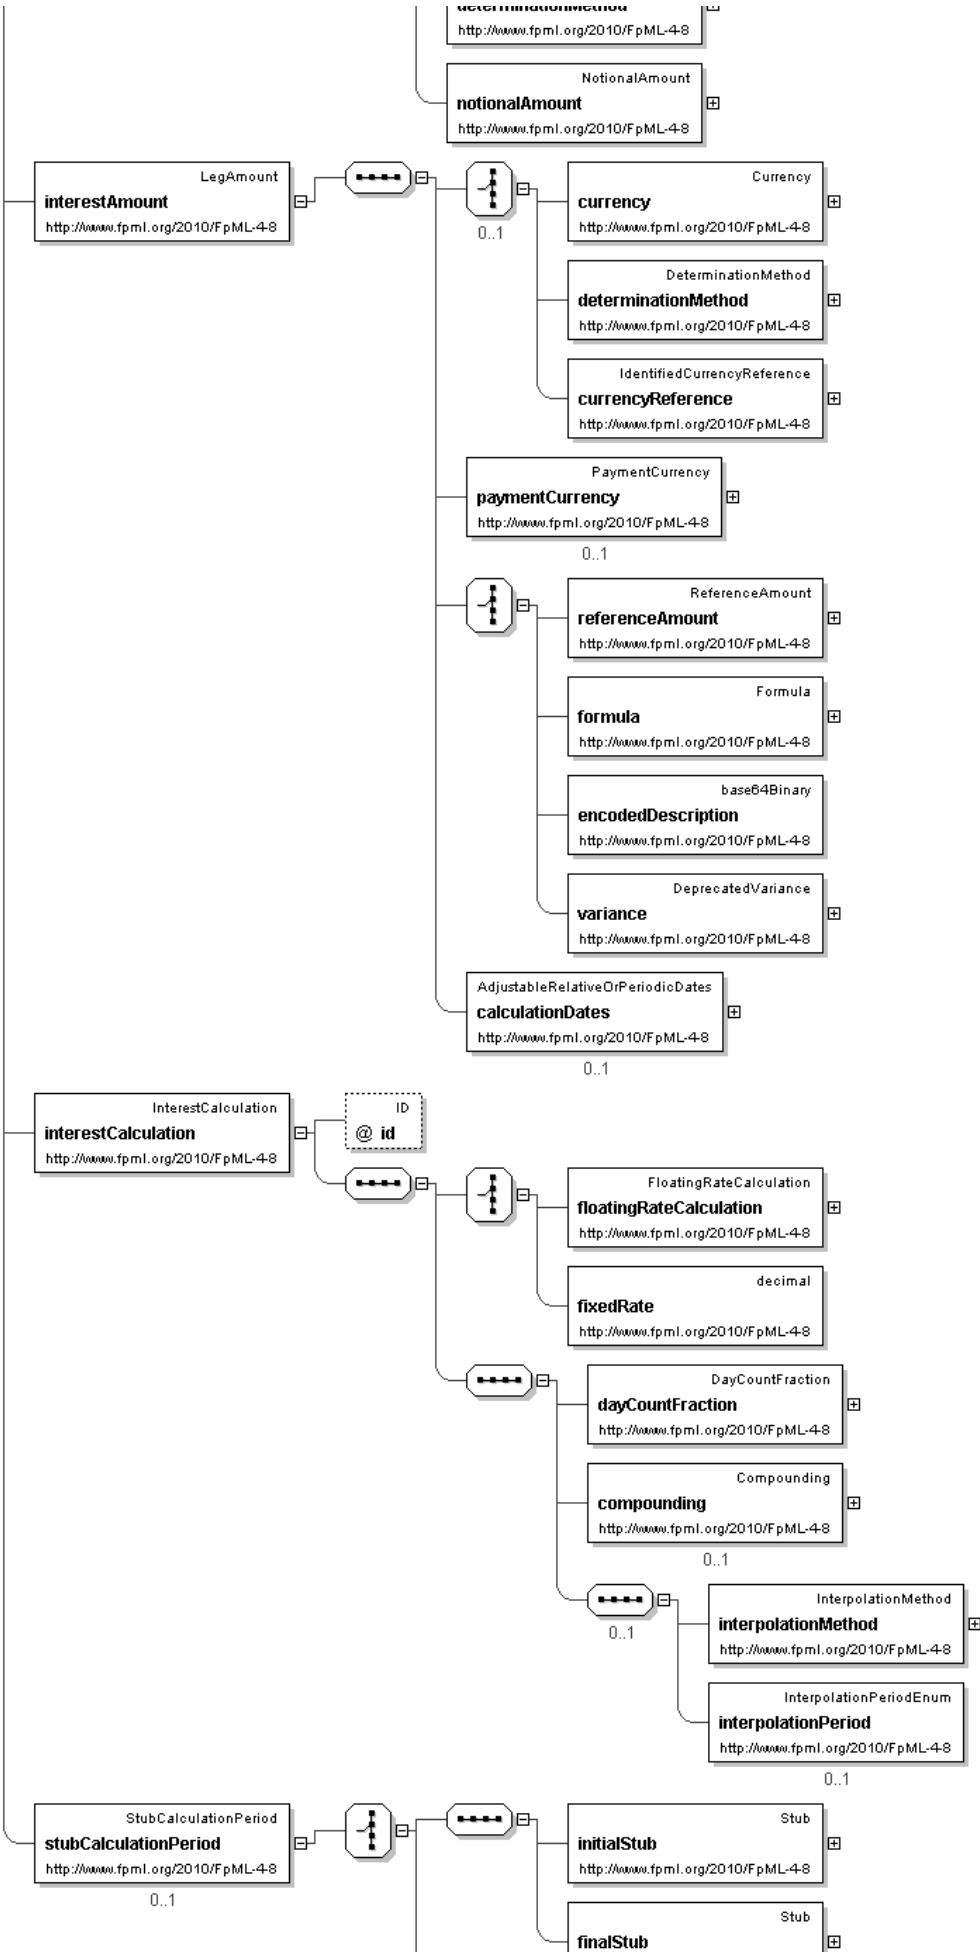 determinationMethod
http://www.fpml.org/2010/FpML-4-8
NotionalAmount
notionalAmount
http://www.fpml.org/2010/FpML-4-8
LegAmount
interestAmount
http://www.fpml.org/2010/FpML-4-8
0..1
Currency
currency
http://www.fpml.org/2010/FpML-4-8
DeterminationMethod
determinationMethod
http://www.fpml.org/2010/FpML-4-8
IdentifiedCurrencyReference
currencyReference
http://www.fpml.org/2010/FpML-4-8
PaymentCurrency
paymentCurrency
http://www.fpml.org/2010/FpML-4-8
0..1
ReferenceAmount
referenceAmount
http://www.fpml.org/2010/FpML-4-8
Formula
formula
http://www.fpml.org/2010/FpML-4-8
base64Binary
encodedDescription
http://www.fpml.org/2010/FpML-4-8
DeprecatedVariance
variance
http://www.fpml.org/2010/FpML-4-8
AdjustableRelativeOrPeriodicDates
calculationDates
http://www.fpml.org/2010/FpML-4-8
0..1
InterestCalculation
interestCalculation
http://www.fpml.org/2010/FpML-4-8
ID
@ id
FloatingRateCalculation
floatingRateCalculation
http://www.fpml.org/2010/FpML-4-8
decimal
fixedRate
http://www.fpml.org/2010/FpML-4-8
DayCountFraction
dayCountFraction
http://www.fpml.org/2010/FpML-4-8
Compounding
compounding
http://www.fpml.org/2010/FpML-4-8
0..1
0..1
InterpolationMethod
interpolationMethod
http://www.fpml.org/2010/FpML-4-8
InterpolationPeriodEnum
interpolationPeriod
http://www.fpml.org/2010/FpML-4-8
0..1
StubCalculationPeriod
stubCalculationPeriod
http://www.fpml.org/2010/FpML-4-8
0..1
Stub
initialStub
http://www.fpml.org/2010/FpML-4-8
Stub
finalStub